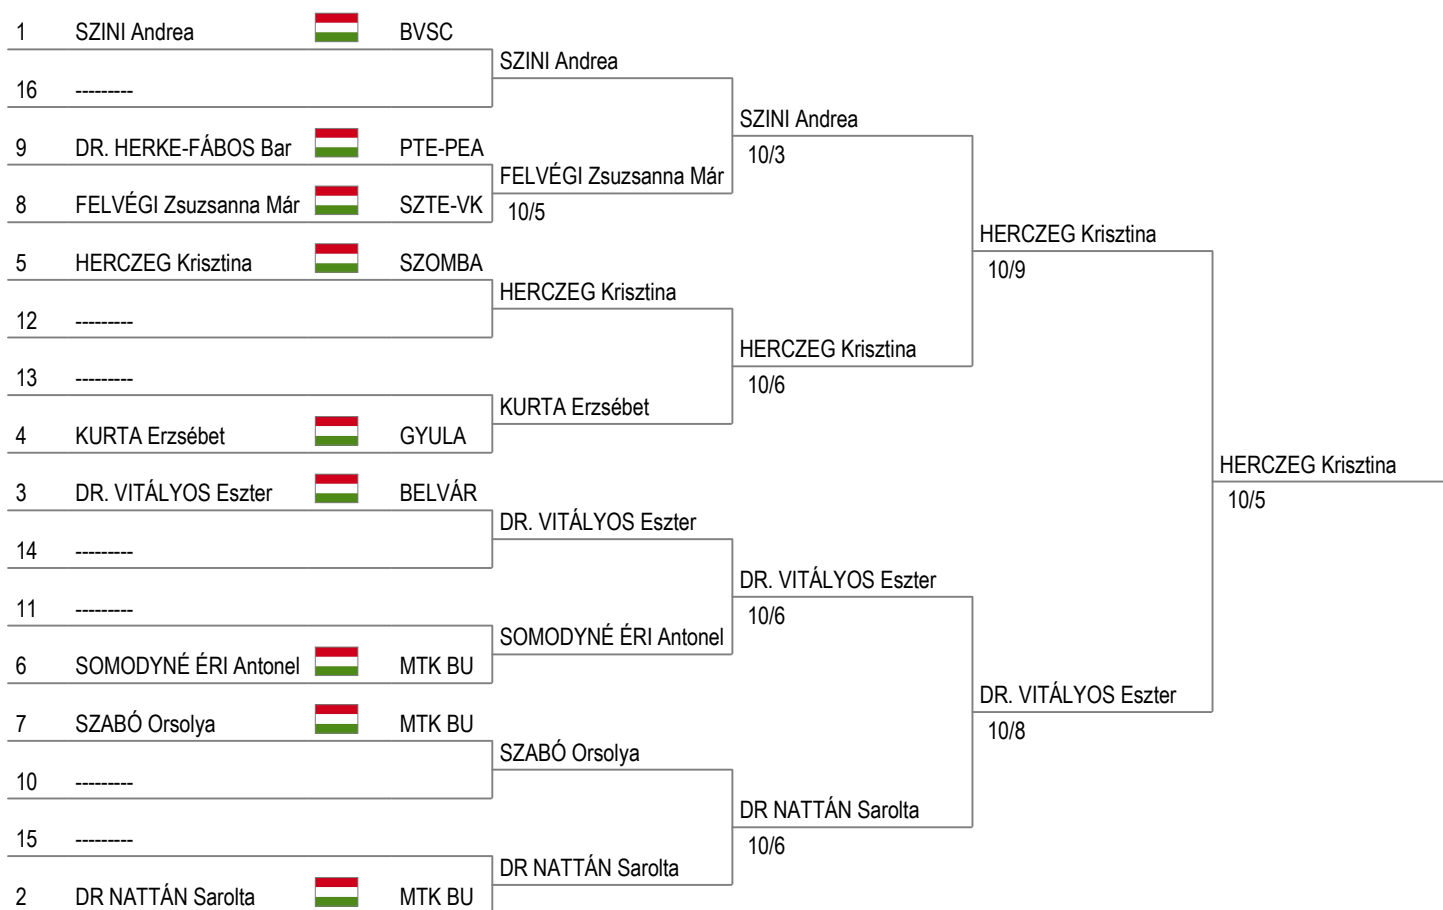 1 SZINI Andrea BVSC
SZINI Andrea
16 ---------
SZINI Andrea
10/3
9 DR. HERKE-FÁBOS Bar PTE-PEA
FELVÉGI Zsuzsanna Már
10/5
8 FELVÉGI Zsuzsanna Már SZTE-VK
HERCZEG Krisztina
10/9
5 HERCZEG Krisztina SZOMBA
HERCZEG Krisztina
12 ---------
HERCZEG Krisztina
10/6
13 ---------
KURTA Erzsébet
4 KURTA Erzsébet GYULA
HERCZEG Krisztina
10/5
3 DR. VITÁLYOS Eszter BELVÁR
DR. VITÁLYOS Eszter
14 ---------
DR. VITÁLYOS Eszter
10/6
11 ---------
SOMODYNÉ ÉRI Antonel
6 SOMODYNÉ ÉRI Antonel MTK BU
DR. VITÁLYOS Eszter
10/8
7 SZABÓ Orsolya MTK BU
SZABÓ Orsolya
10 ---------
DR NATTÁN Sarolta
10/6
15 ---------
DR NATTÁN Sarolta
2 DR NATTÁN Sarolta MTK BU